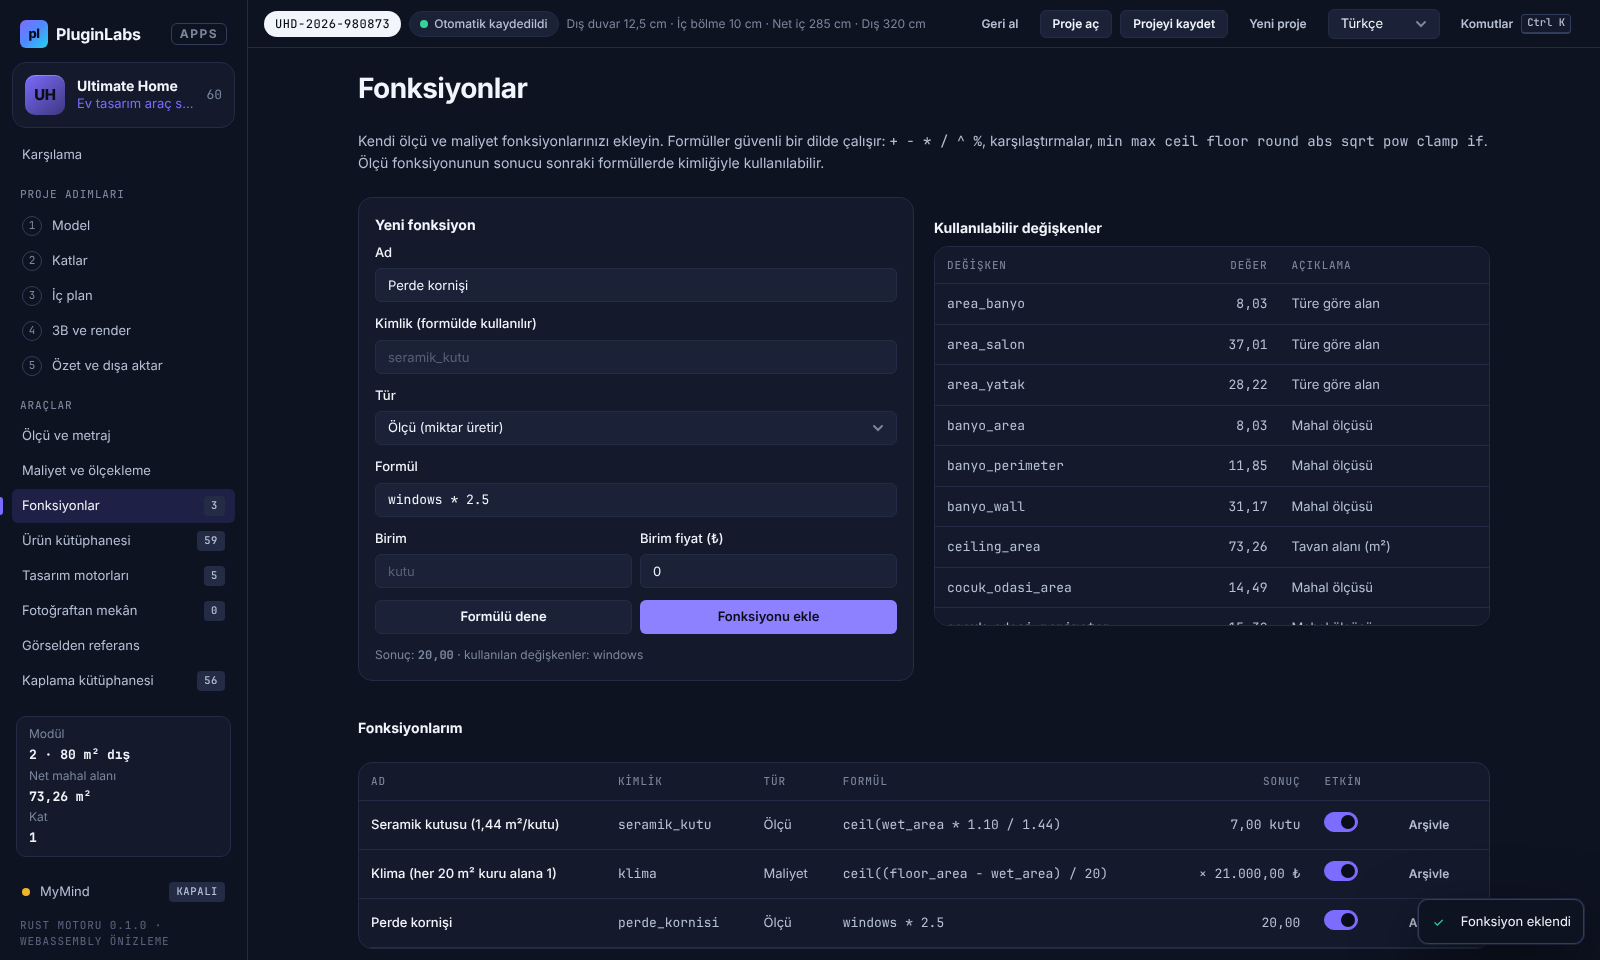 pl PluginLabs APPS
UH Ultimate Home 60
Ev tasarım araç s...
Karşılama
PROJE ADIMLARI
1 Model
2 Katlar
3 İç plan
4 3B ve render
5 Özet ve dışa aktar
ARAÇLAR
Ölçü ve metraj
Maliyet ve ölçekleme
Fonksiyonlar 3
Ürün kütüphanesi 59
Tasarım motorları 5
Fotoğraftan mekân 0
Görselden referans
Kaplama kütüphanesi 56
Modül
2 · 80 m² dış
Net mahal alanı
73,26 m²
Kat
1
MyMind KAPALI
RUST MOTORU 0.1.0 ·
WEBASSEMBLY ÖNİZLEME
UHD-2026-980873 Otomatik kaydedildi Dış duvar 12,5 cm · İç bölme 10 cm · Net iç 285 cm · Dış 320 cm Geri al Proje aç Projeyi kaydet Yeni proje Türkçe Komutlar Ctrl K
Fonksiyonlar
Kendi ölçü ve maliyet fonksiyonlarınızı ekleyin. Formüller güvenli bir dilde çalışır: + - * / ^ %, karşılaştırmalar, min max ceil floor round abs sqrt pow clamp if.
Ölçü fonksiyonunun sonucu sonraki formüllerde kimliğiyle kullanılabilir.
Yeni fonksiyon
Ad
Perde kornişi
Kimlik (formülde kullanılır)
seramik_kutu
Tür
Ölçü (miktar üretir)
Formül
windows * 2.5
Birim Birim fiyat (₺)
kutu 0
Formülü dene Fonksiyonu ekle
Sonuç: 20,00 · kullanılan değişkenler: windows
Kullanılabilir değişkenler
DEĞİŞKEN DEĞER AÇIKLAMA
area_banyo 8,03 Türe göre alan
area_salon 37,01 Türe göre alan
area_yatak 28,22 Türe göre alan
banyo_area 8,03 Mahal ölçüsü
banyo_perimeter 11,85 Mahal ölçüsü
banyo_wall 31,17 Mahal ölçüsü
ceiling_area 73,26 Tavan alanı (m²)
cocuk_odasi_area 14,49 Mahal ölçüsü
Fonksiyonlarım
AD KİMLİK TÜR FORMÜL SONUÇ ETKİN
Seramik kutusu (1,44 m²/kutu) seramik_kutu Ölçü ceil(wet_area * 1.10 / 1.44) 7,00 kutu Arşivle
Klima (her 20 m² kuru alana 1) klima Maliyet ceil((floor_area - wet_area) / 20) × 21.000,00 ₺ Arşivle
Perde kornişi perde_kornisi Ölçü windows * 2.5 20,00
Fonksiyon eklendi